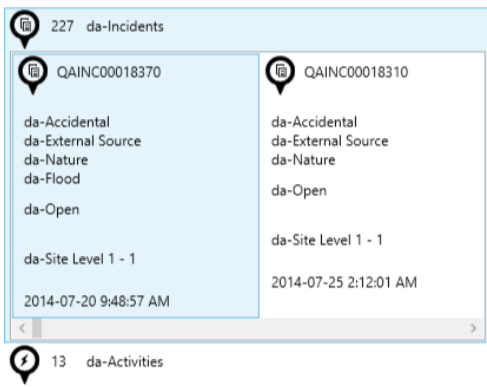 227 da-Incidents
QAINC00018370
da-Accidental
da-External Source
da-Nature
da-Flood
da-Open
da-Site Level 1 - 1
2014-07-20 9:48:57 AM
QAINC00018310
da-Accidental
da-External Source
da-Nature
da-Open
da-Site Level 1 - 1
2014-07-25 2:12:01 AM
13 da-Activities